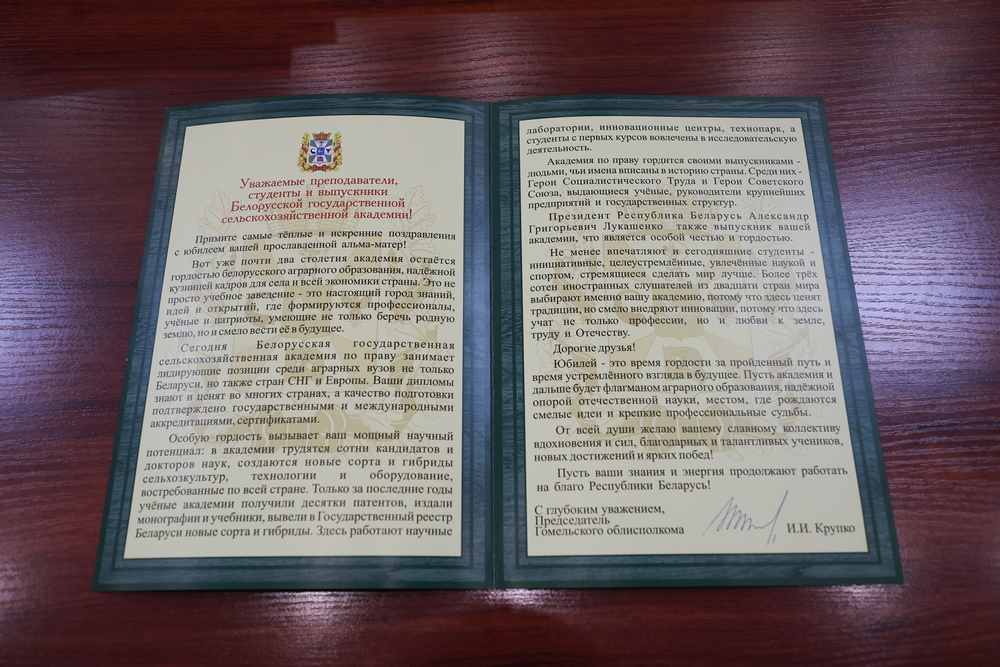 Уважаемые преподаватели,
студенты и выпускники
Белорусской государственной
сельскохозяйственной академии!
Примите самые тёплые и искренние поздравления
с юбилеем вашей прославленной альма-матер!
Вот уже почти два столетия академия остаётся
гордостью белорусского аграрного образования, надёжной
кузницей кадров для села и всей экономики страны. Это не
просто учебное заведение - это настоящий город знаний,
идей и открытий, где формируются профессионалы,
учёные и патриоты, умеющие не только беречь родную
землю, но и смело вести её в будущее.
Сегодня Белорусская государственная
сельскохозяйственная академия по праву занимает
лидирующие позиции среди аграрных вузов не только
Беларуси, но также стран СНГ и Европы. Ваши дипломы
знают и ценят во многих странах, а качество подготовки
подтверждено государственными и международными
аккредитациями, сертификатами.
Особую гордость вызывает ваш мощный научный
потенциал: в академии трудятся сотни кандидатов и
докторов наук, создаются новые сорта и гибриды
сельхозкультур, технологии и оборудование,
востребованные по всей стране. Только за последние годы
учёные академии получили десятки патентов, издали
монографии и учебники, вывели в Государственный реестр
Беларуси новые сорта и гибриды. Здесь работают научные
лаборатории, инновационные центры, технопарк, а
студенты с первых курсов вовлечены в исследовательскую
деятельность.
Академия по праву гордится своими выпускниками -
людьми, чьи имена вписаны в историю страны. Среди них -
Герои Социалистического Труда и Герои Советского
Союза, выдающиеся учёные, руководители крупнейших
предприятий и государственных структур.
Президент Республика Беларусь Александр
Григорьевич Лукашенко также выпускник вашей
академии, что является особой честью и гордостью.
Не менее впечатляют и сегодняшние студенты -
инициативные, целеустремлённые, увлечённые наукой и
спортом, стремящиеся сделать мир лучше. Более трёх
сотен иностранных слушателей из двадцати стран мира
выбирают именно вашу академию, потому что здесь ценят
традиции, но смело внедряют инновации, потому что здесь
учат не только профессии, но и любви к земле,
труду и Отечеству.
Дорогие друзья!
Юбилей - это время гордости за пройденный путь и
время устремлённого взгляда в будущее. Пусть академия и
дальше будет флагманом аграрного образования, надёжной
опорой отечественной науки, местом, где рождаются
смелые идеи и крепкие профессиональные судьбы.
От всей души желаю вашему славному коллективу
вдохновения и сил, благодарных и талантливых учеников,
новых достижений и ярких побед!
Пусть ваши знания и энергия продолжают работать
на благо Республики Беларусь!
С глубоким уважением,
Председатель
Гомельского облисполкома И.И. Крупко